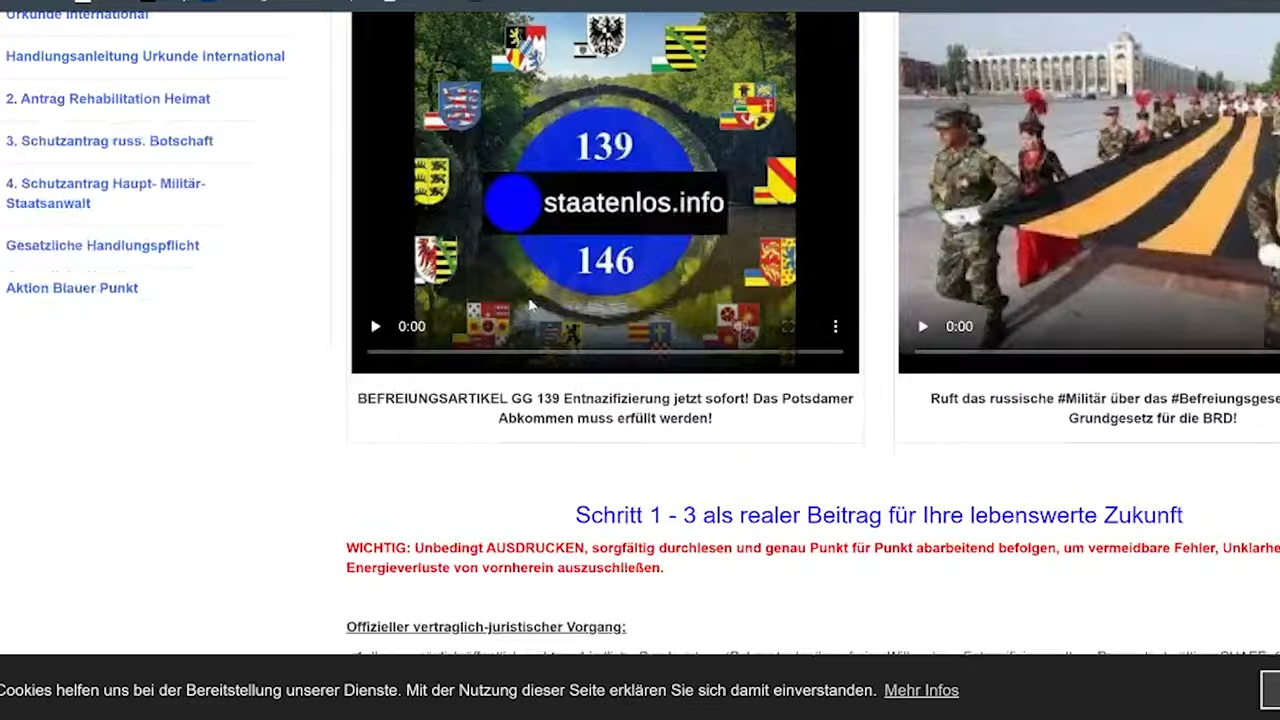 Urkunde international
Handlungsanleitung Urkunde international
2. Antrag Rehabilitation Heimat
3. Schutzantrag russ. Botschaft
4. Schutzantrag Haupt- Militär-
Staatsanwalt
Gesetzliche Handlungspflicht
Aktion Blauer Punkt
139
staatenlos.info
146
0:00
BEFREIUNGSARTIKEL GG 139 Entnazifizierung jetzt sofort! Das Potsdamer
Abkommen muss erfüllt werden!
0:00
Ruft das russische #Militär über das #Befreiungsgese
Grundgesetz für die BRD!
Schritt 1 - 3 als realer Beitrag für Ihre lebenswerte Zukunft
WICHTIG: Unbedingt AUSDRUCKEN, sorgfältig durchlesen und genau Punkt für Punkt abarbeitend befolgen, um vermeidbare Fehler, Unklarhe
Energieverluste von vornherein auszuschließen.
Offizieller vertraglich-juristischer Vorgang:
Cookies helfen uns bei der Bereitstellung unserer Dienste. Mit der Nutzung dieser Seite erklären Sie sich damit einverstanden. Mehr Infos